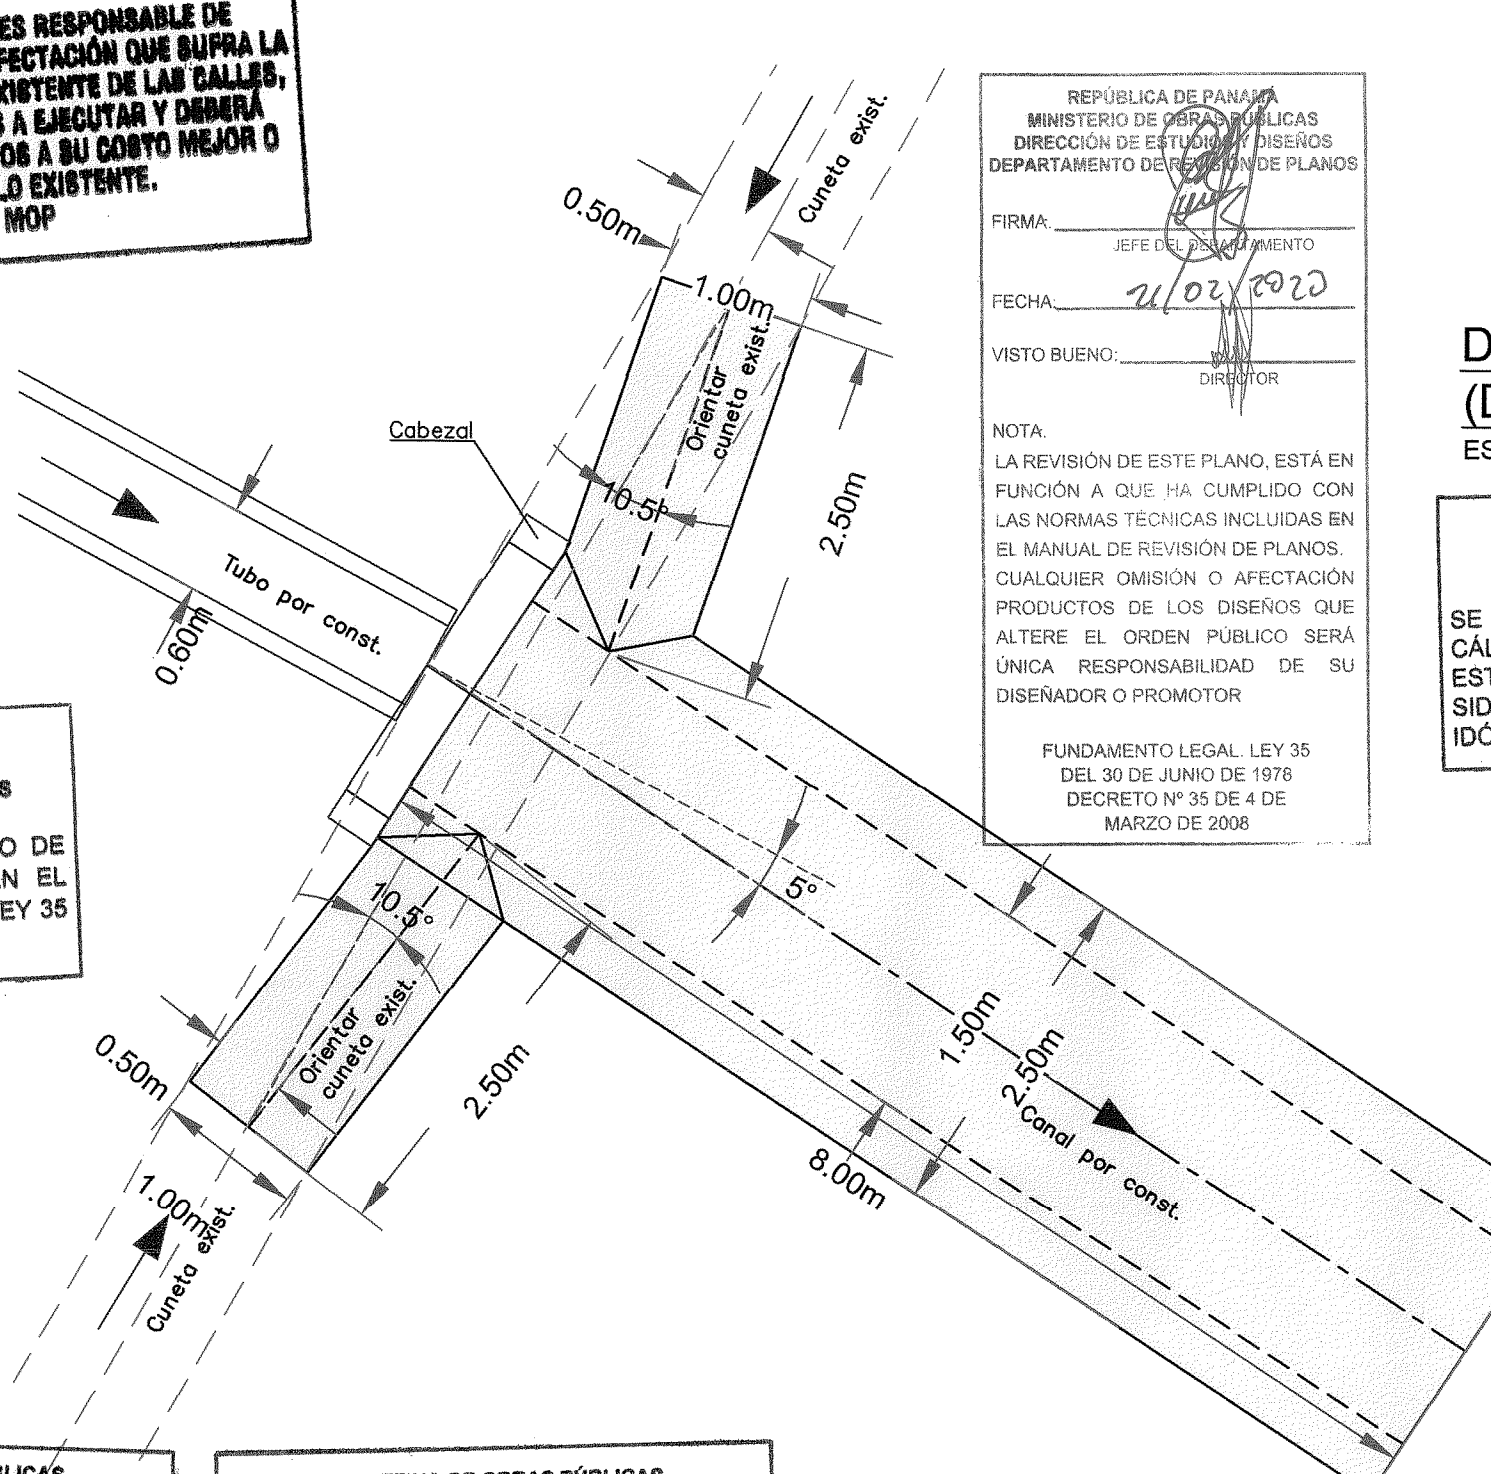 ES RESPONSABLE DE
FECTACIÓN QUE SUFRA LA
XISTENTE DE LAS CALLES,
S A EJECUTAR Y DEBERÁ
OS A SU COSTO MEJOR O
LO EXISTENTE.
MOP
REPÚBLICA DE PANAMÁ
MINISTERIO DE OBRAS PÚBLICAS
DIRECCIÓN DE ESTUDIOS Y DISEÑOS
DEPARTAMENTO DE REVISIÓN DE PLANOS
FIRMA:
JEFE DEL DEPARTAMENTO
FECHA:
VISTO BUENO:
DIRECTOR
NOTA.
LA REVISIÓN DE ESTE PLANO, ESTÁ EN
FUNCIÓN A QUE HA CUMPLIDO CON
LAS NORMAS TÉCNICAS INCLUIDAS EN
EL MANUAL DE REVISIÓN DE PLANOS.
CUALQUIER OMISIÓN O AFECTACIÓN
PRODUCTOS DE LOS DISEÑOS QUE
ALTERE EL ORDEN PÚBLICO SERÁ
ÚNICA RESPONSABILIDAD DE SU
DISEÑADOR O PROMOTOR
FUNDAMENTO LEGAL. LEY 35
DEL 30 DE JUNIO DE 1978
DECRETO Nº 35 DE 4 DE
MARZO DE 2008
D
(D
ES
SE
CÁL
EST
SID
IDÓ
Cuneta exist.
0.50m
1.00m
Orientar
cuneta exist.
10.5°
2.50m
Cabezal
Tubo por const.
0.60m
S
O DE
AN EL
EY 35
5°
10.5°
Orientar
cuneta exist.
0.50m
2.50m
1.00m
Cuneta exist.
1.50m
2.50m
Canal por const.
8.00m
BLICAS
DE OBRAS PÚBLICAS